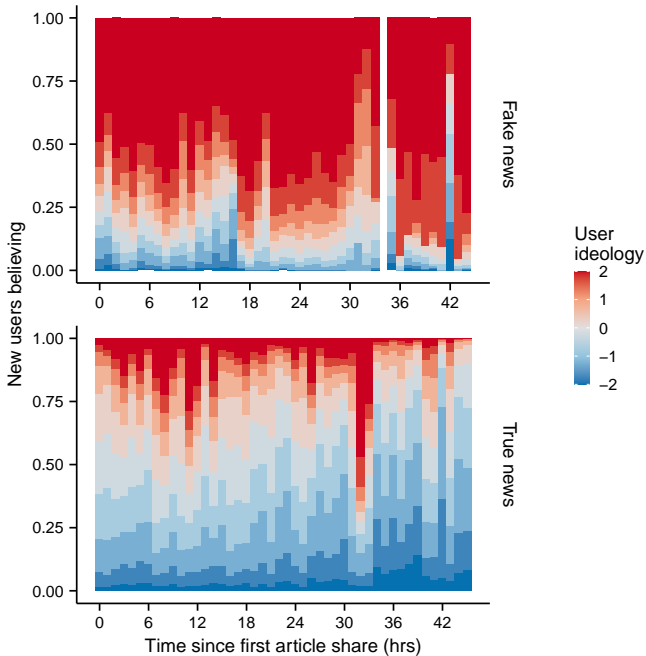 1.00
0.75
0.50
0.25
0.00
0 6 12 18 24 30 36 42
Fake news
New users believing
1.00
0.75
0.50
0.25
0.00
0 6 12 18 24 30 36 42
True news
Time since first article share (hrs)
User
ideology
2
1
0
−1
−2